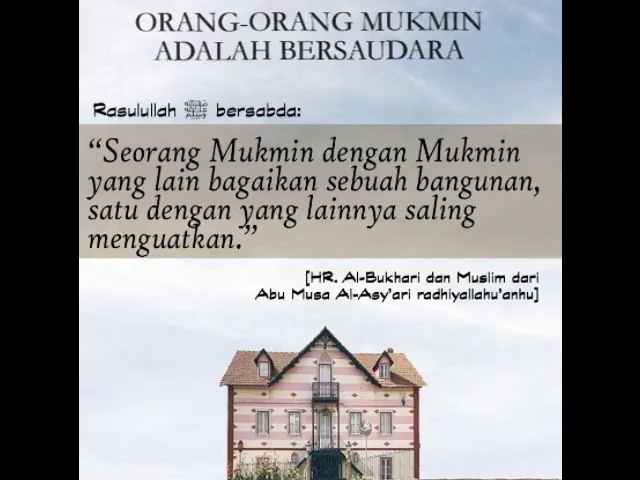 ORANG-ORANG MUKMIN
ADALAH BERSAUDARA
Rasulullah ﷺ bersabda:
“Seorang Mukmin dengan Mukmin
yang lain bagaikan sebuah bangunan,
satu dengan yang lainnya saling
menguatkan.”
[HR. Al-Bukhari dan Muslim dari
Abu Musa Al-Asy'ari radhiyallahu'anhu]